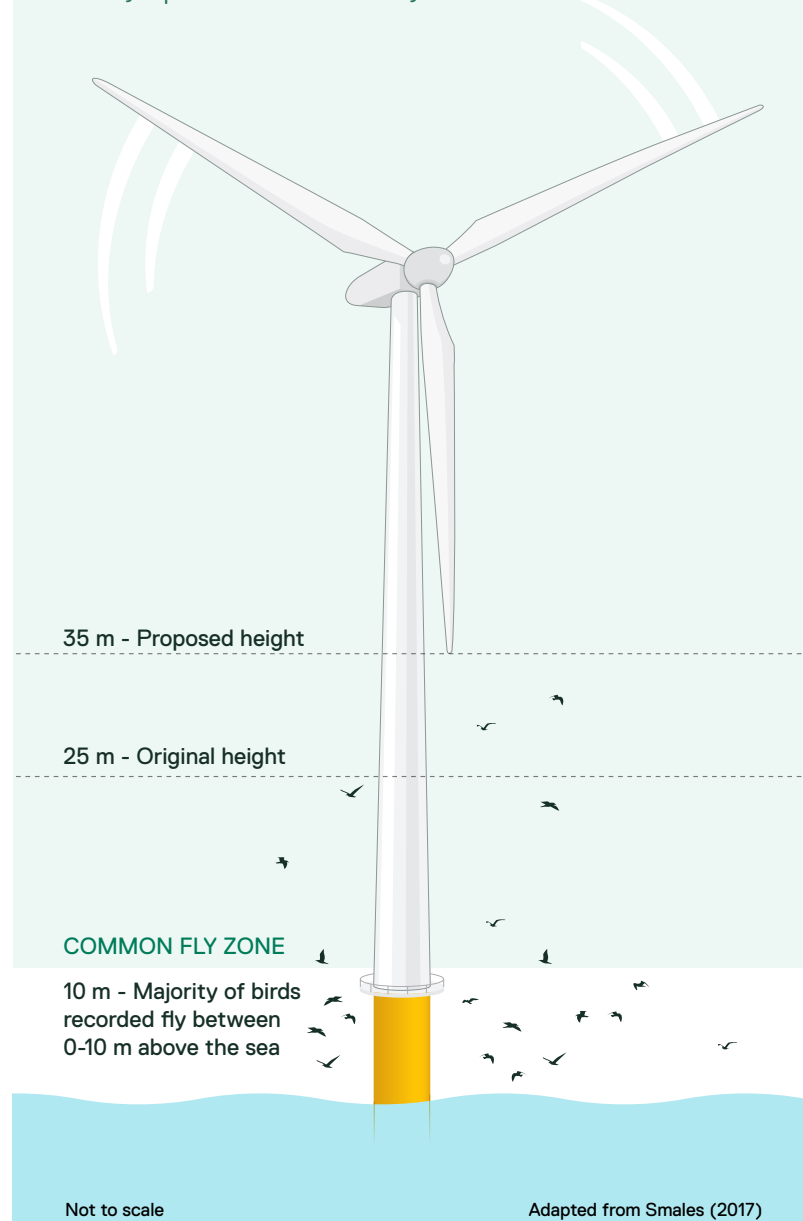 35 m - Proposed height
25 m - Original height
COMMON FLY ZONE
10 m - Majority of birds
recorded fly between
0-10 m above the sea
Not to scale
Adapted from Smales (2017)